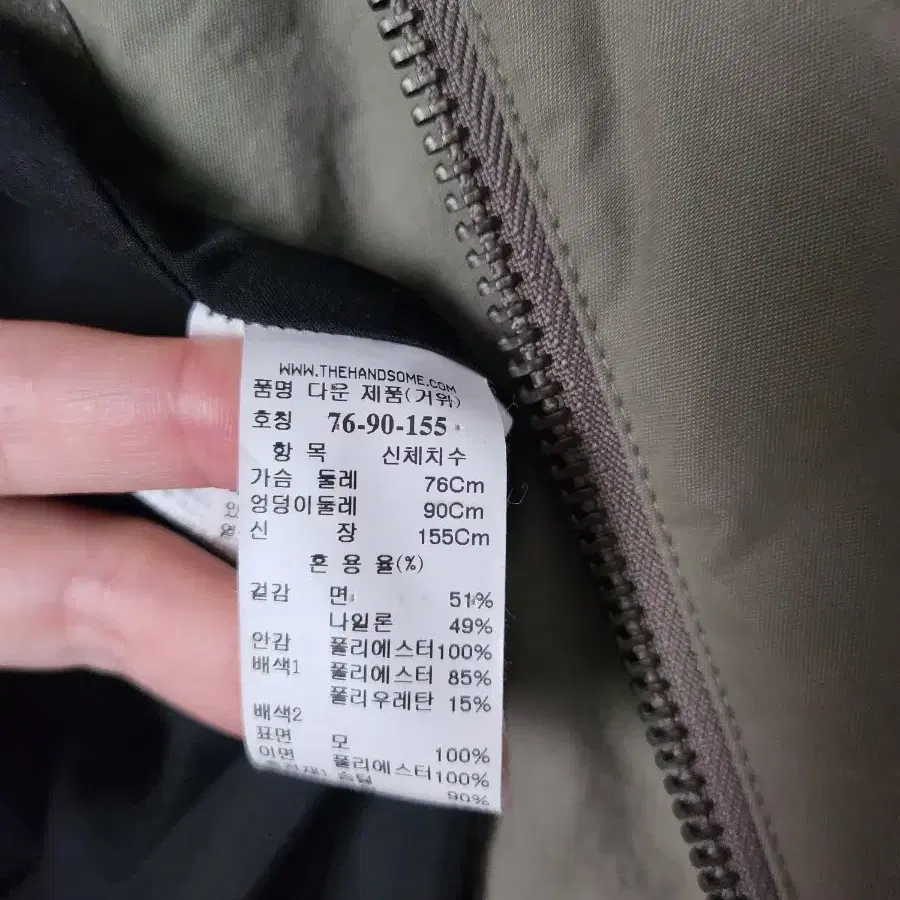 WWW.THEHANDSOME.COM
품명 다운 제품(거위)
호칭 76-90-155
항 목 신체치수
가슴 둘레 76Cm
엉덩이둘레 90Cm
신 장 155Cm
혼 용 율(%)
겉감 면 51%
나일론 49%
안감 폴리에스터100%
배색1 폴리에스터 85%
폴리우레탄 15%
배색2
표면 모 100%
이면 폴리에스터100%
솜털
90%